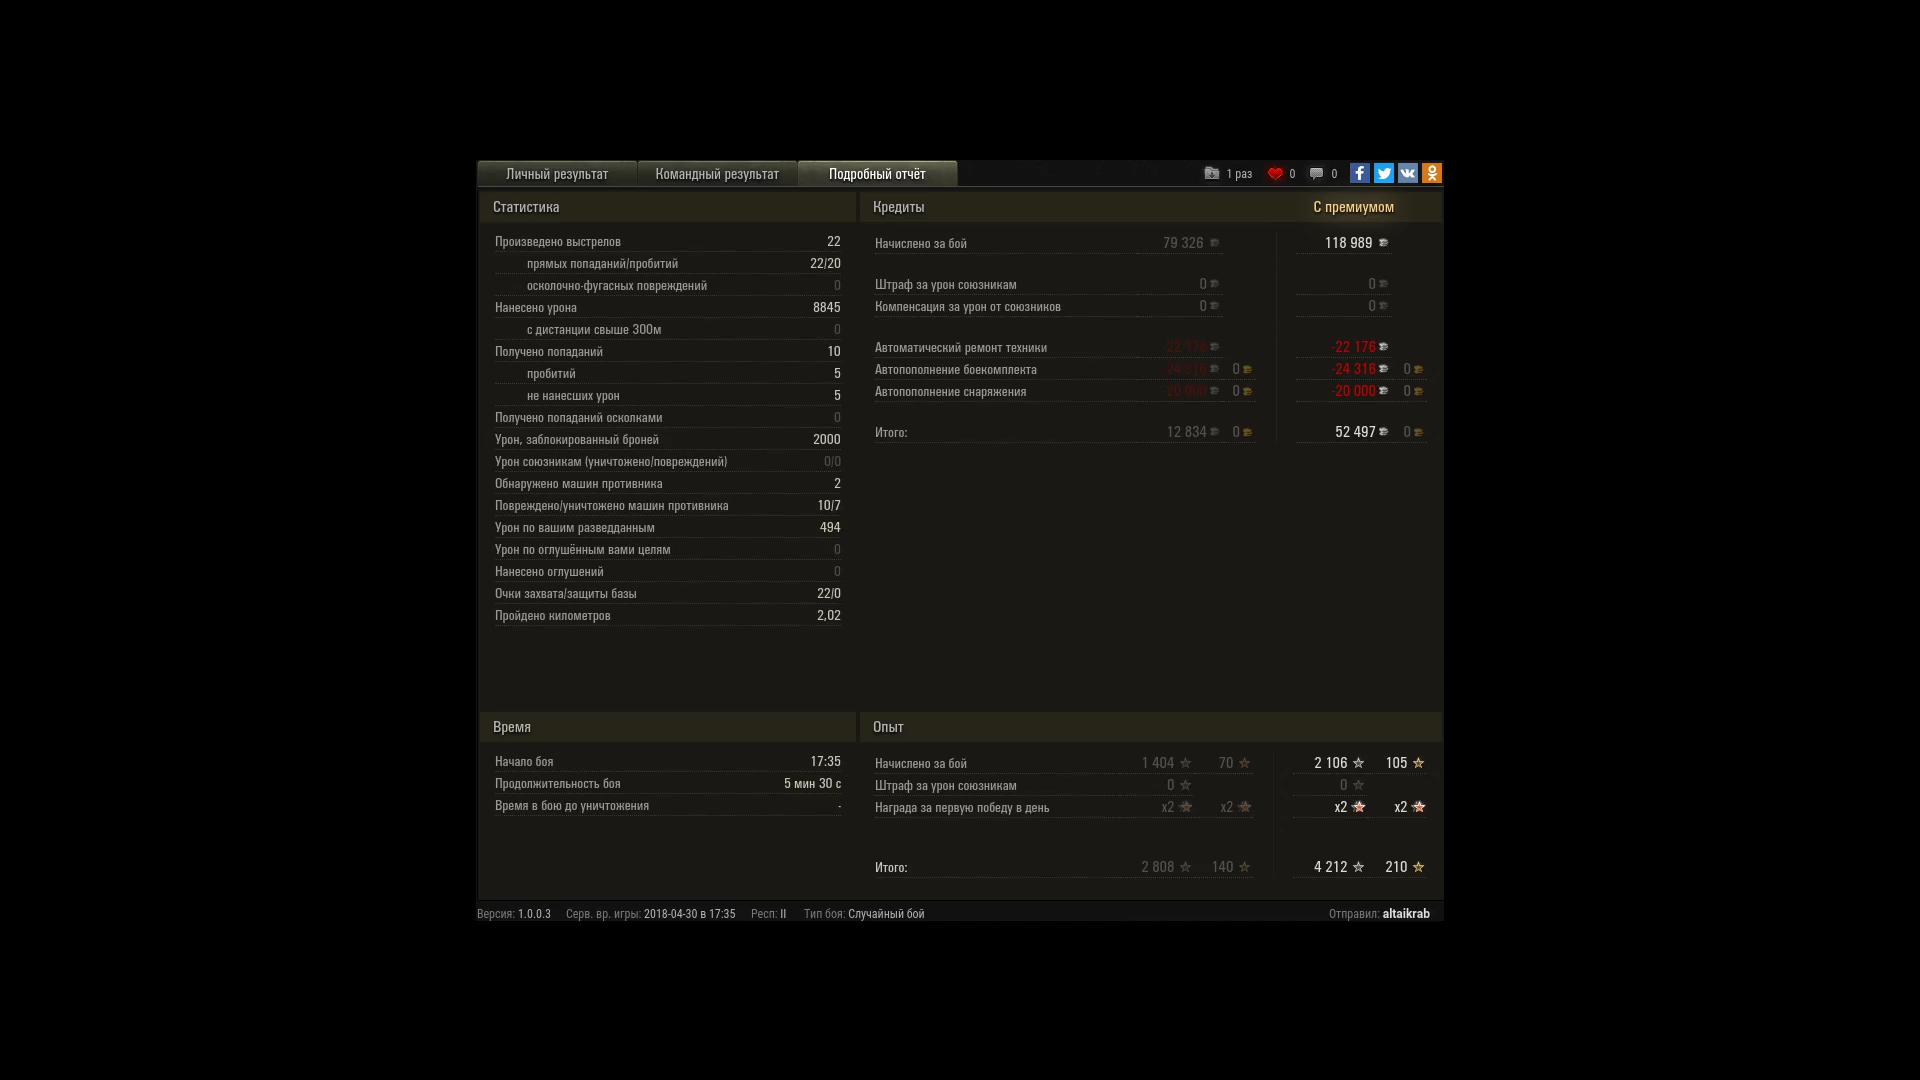 Личный результат Командный результат Подробный отчёт 1 раз 0 0
Статистика
Произведено выстрелов 22
прямых попаданий/пробитий 22/20
осколочно-фугасных повреждений 0
Нанесено урона 8845
с дистанции свыше 300м 0
Получено попаданий 10
пробитий 5
не нанесших урон 5
Получено попаданий осколками 0
Урон, заблокированный броней 2000
Урон союзникам (уничтожено/повреждений) 0/0
Обнаружено машин противника 2
Повреждено/уничтожено машин противника 10/7
Урон по вашим разведданным 494
Урон по оглушённым вами целям 0
Нанесено оглушений 0
Очки захвата/защиты базы 22/0
Пройдено километров 2,02
Кредиты С премиумом
Начислено за бой 79 326 118 989
Штраф за урон союзникам 0 0
Компенсация за урон от союзников 0 0
Автоматический ремонт техники -22 176 -22 176
Автопополнение боекомплекта -24 316 0 -24 316 0
Автопополнение снаряжения -20 000 0 -20 000 0
Итого: 12 834 0 52 497 0
Время
Начало боя 17:35
Продолжительность боя 5 мин 30 с
Время в бою до уничтожения -
Опыт
Начислено за бой 1 404 70 2 106 105
Штраф за урон союзникам 0 0
Награда за первую победу в день x2 x2 x2 x2
Итого: 2 808 140 4 212 210
Версия: 1.0.0.3 Серв. вр. игры: 2018-04-30 в 17:35 Респ: II Тип боя: Случайный бой Отправил: altaikrab